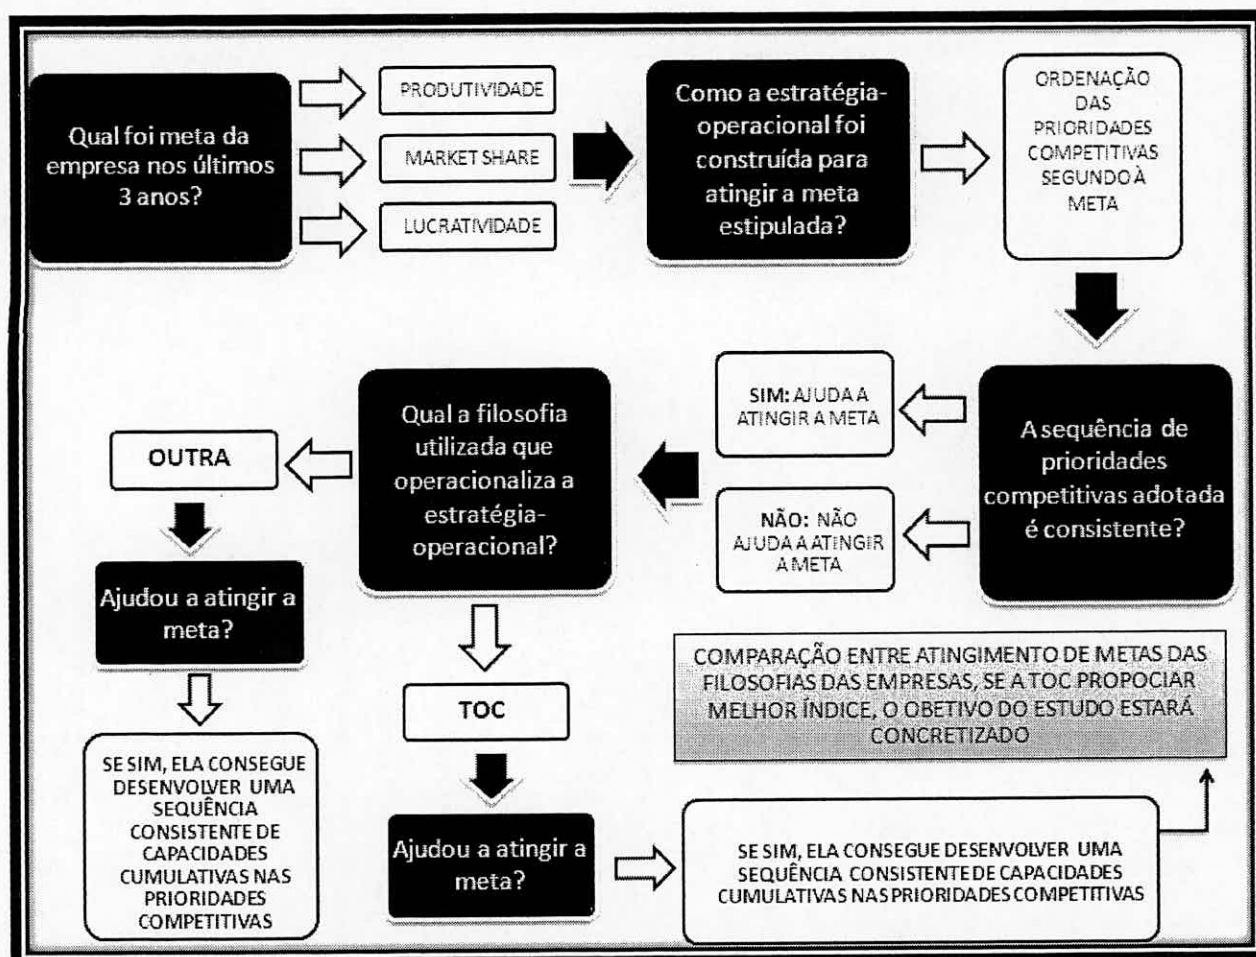 Qual foi meta da
empresa nos últimos
3 anos?
PRODUTIVIDADE
MARKET SHARE
LUCRATIVIDADE
Como a estratégia-
operacional foi
construída para
atingir a meta
estipulada?
ORDENAÇÃO
DAS
PRIORIDADES
COMPETITIVAS
SEGUNDO À
META
A sequência de
prioridades
competitivas adotada
é consistente?
SIM: AJUDA A
ATINGIR A META
NÃO: NÃO
AJUDA A ATINGIR
A META
Qual a filosofia
utilizada que
operacionaliza a
estratégia-
operacional?
OUTRA
Ajudou a atingir a
meta?
SE SIM, ELA CONSEGUE
DESENVOLVER UMA
SEQUÊNCIA
CONSISTENTE DE
CAPACIDADES
CUMULATIVAS NAS
PRIORIDADES
COMPETITIVAS
TOC
Ajudou a atingir a
meta?
SE SIM, ELA CONSEGUE DESENVOLVER UMA
SEQUÊNCIA CONSISTENTE DE CAPACIDADES
CUMULATIVAS NAS PRIORIDADES COMPETITIVAS
COMPARAÇÃO ENTRE ATINGIMENTO DE METAS DAS
FILOSOFIAS DAS EMPRESAS, SE A TOC PROPOCIAR
MELHOR ÍNDICE, O OBETIVO DO ESTUDO ESTARÁ
CONCRETIZADO